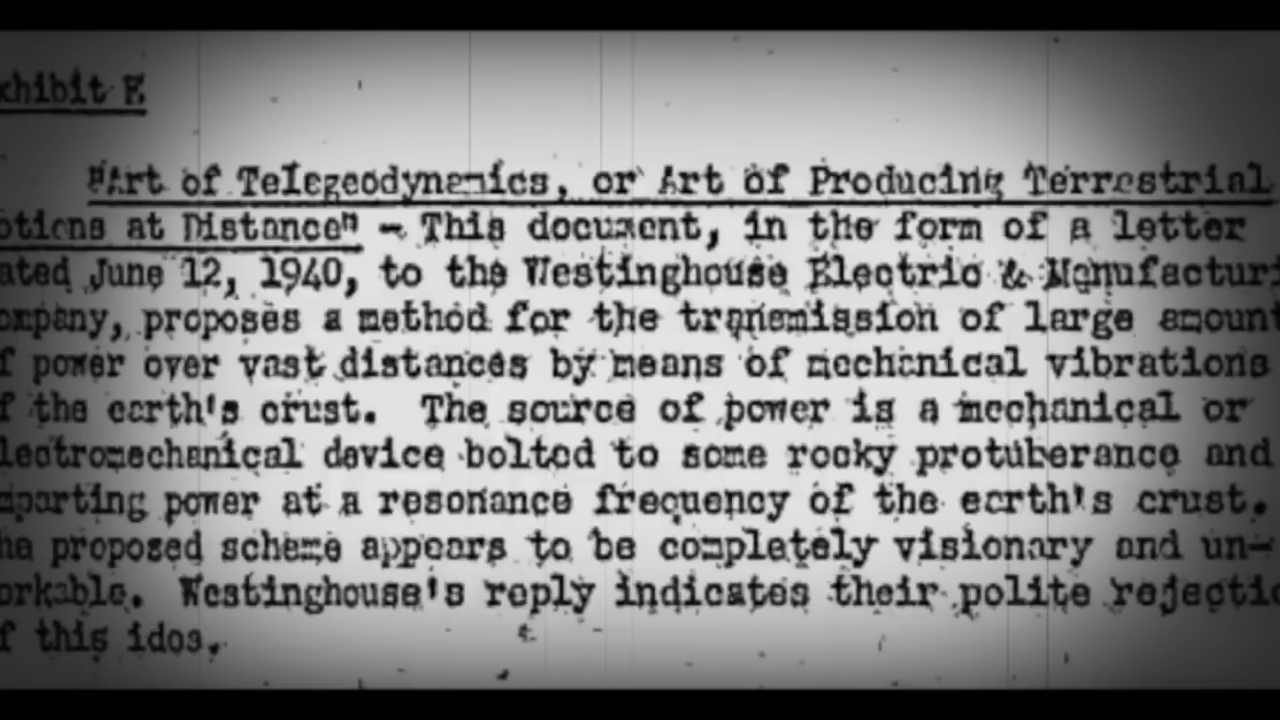 xhibit E
"Art of Telegeodynamics, or Art of Producing Terrestrial
otions at Distance" - This document, in the form of a letter
ated June 12, 1940, to the Westinghouse Electric & Manufacturi
ompany, proposes a method for the transmission of large amount
f power over vast distances by means of mechanical vibrations
f the earth's crust. The source of power is a mechanical or
lectromechanical device bolted to some rocky protuberance and
mparting power at a resonance frequency of the earth's crust.
he proposed scheme appears to be completely visionary and un-
orkable. Westinghouse's reply indicates their polite rejectio
f this idea.